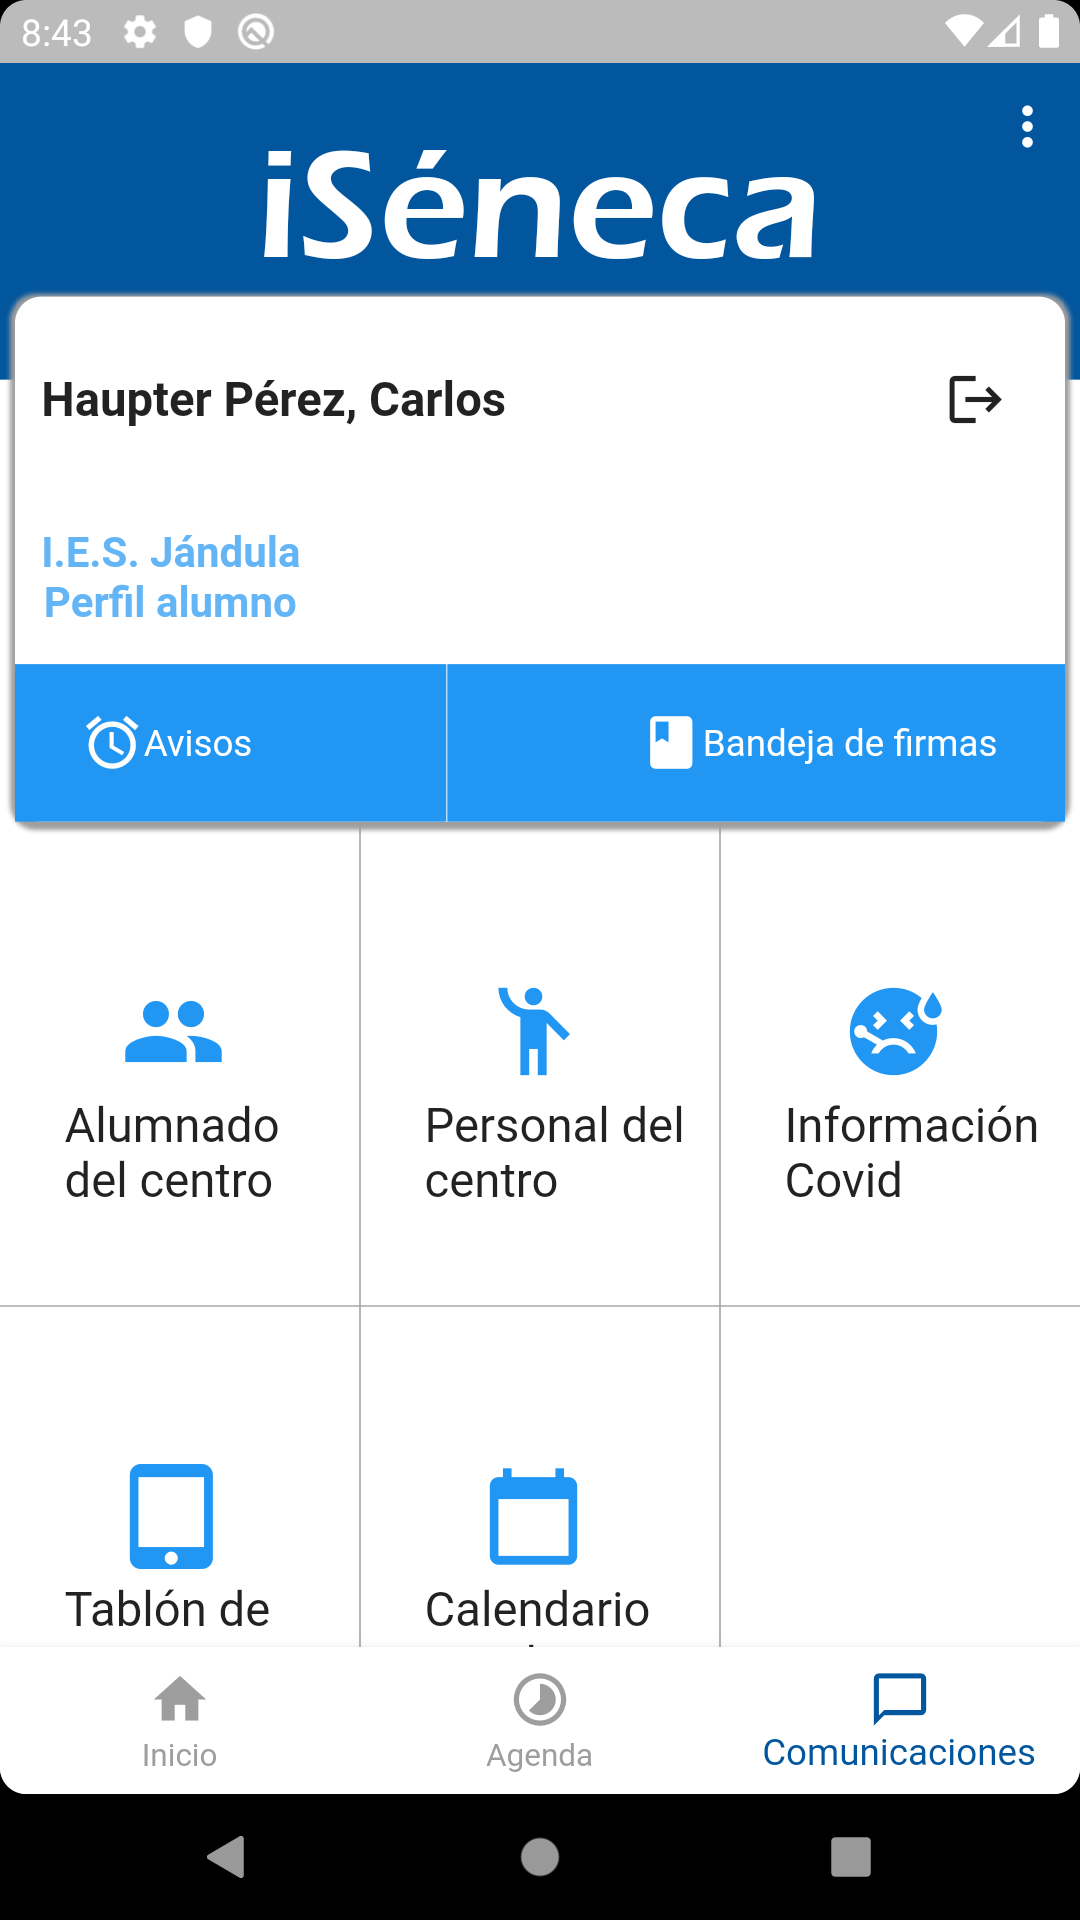 8:43
iSéneca
Haupter Pérez, Carlos
I.E.S. Jándula
Perfil alumno
Avisos
Bandeja de firmas
Alumnado
del centro
Personal del
centro
Información
Covid
Tablón de
Calendario
Inicio
Agenda
Comunicaciones